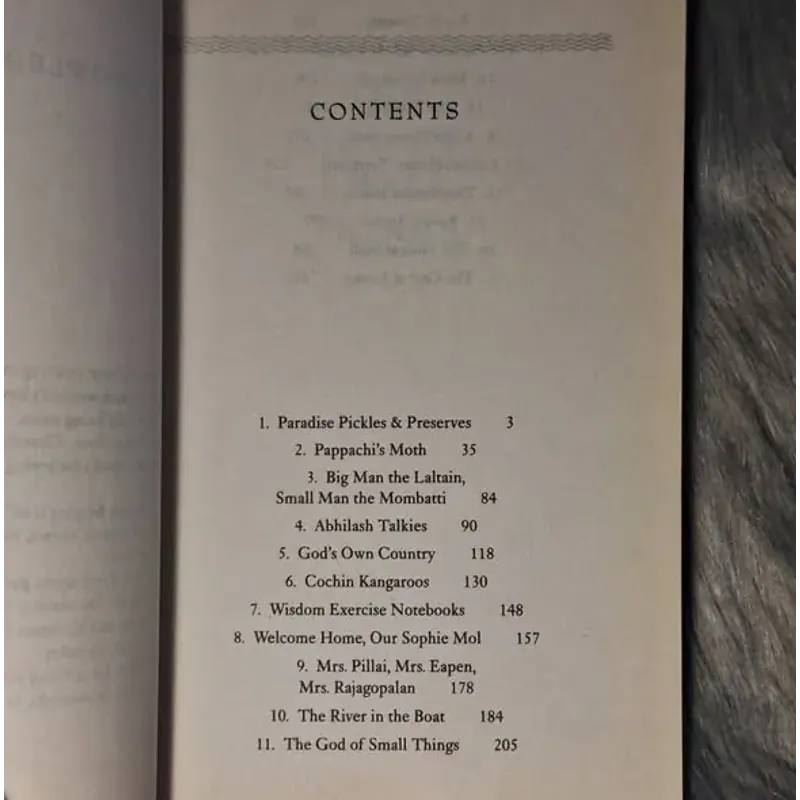 CONTENTS
1. Paradise Pickles & Preserves 3
2. Pappachi's Moth 35
3. Big Man the Laltain,
Small Man the Mombatti 84
4. Abhilash Talkies 90
5. God's Own Country 118
6. Cochin Kangaroos 130
7. Wisdom Exercise Notebooks 148
8. Welcome Home, Our Sophie Mol 157
9. Mrs. Pillai, Mrs. Eapen,
Mrs. Rajagopalan 178
10. The River in the Boat 184
11. The God of Small Things 205